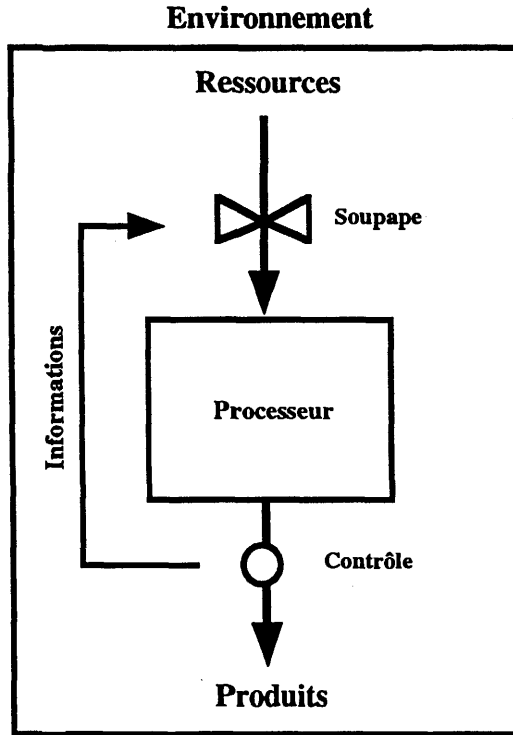 Environnement
Ressources
Soupape
Informations
Processeur
Contrôle
Produits